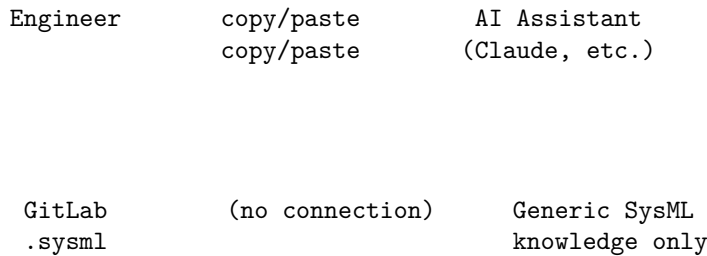 Engineer copy/paste AI Assistant
copy/paste (Claude, etc.)
GitLab (no connection) Generic SysML
.sysml knowledge only